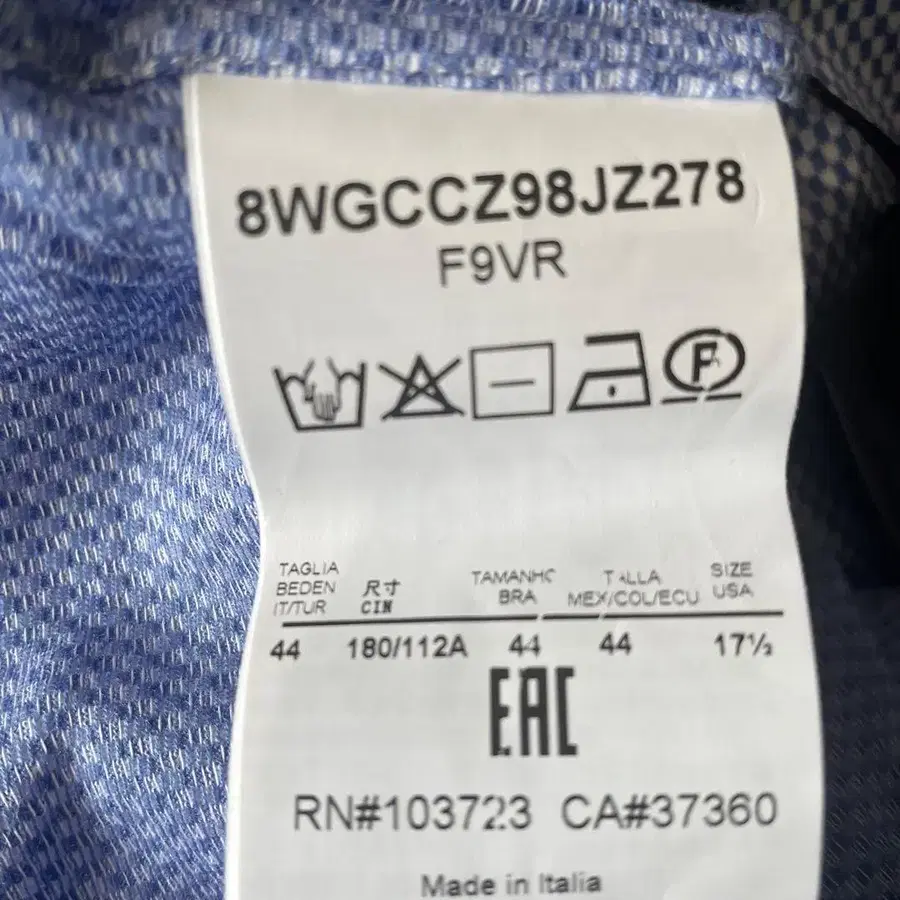 8WGCCZ98JZ278
F9VR
F
TAGLIA BEDEN IT/TUR
尺寸 CIN
TAMANHO BRA
TALLA MEX/COL/ECU
SIZE USA
44 180/112A 44 44 17½
EAC
RN#103723 CA#37360
Made in Italia